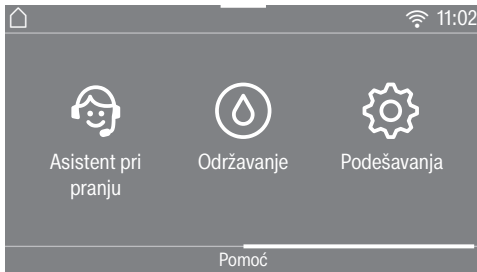 11:02
Asistent pri
pranju
Održavanje
Podešavanja
Pomoć